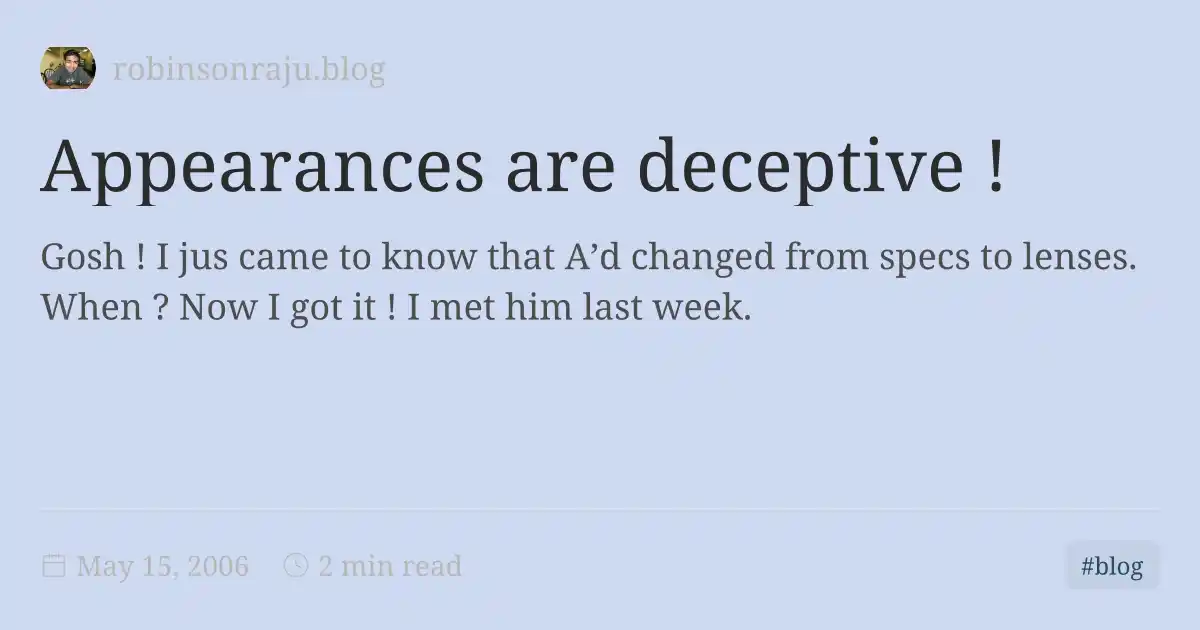 robinsonraju.blog
Appearances are deceptive !
Gosh ! I jus came to know that A’d changed from specs to lenses.
When ? Now I got it ! I met him last week.
May 15, 2006 2 min read #blog